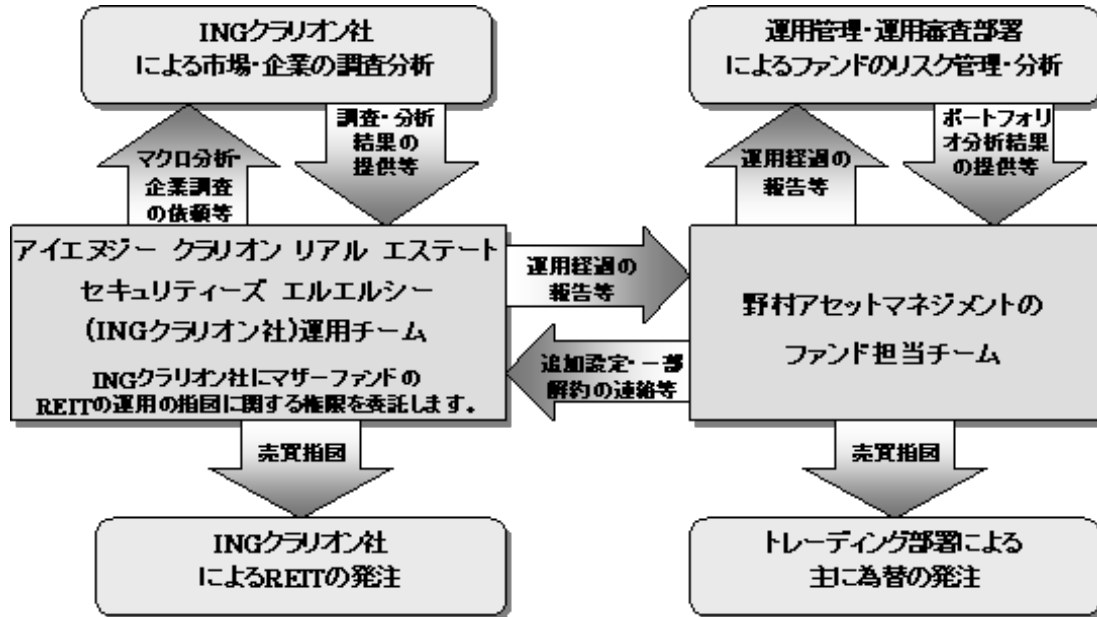 INGクラリオン社
による市場・企業の調査分析
運用管理・運用審査部署
によるファンドのリスク管理・分析
マクロ分析・
企業調査
の依頼等
調査・分析
結果の
提供等
運用経過の
報告等
ポートフォリ
オ分析結果
の提供等
アイエヌジー クラリオン リアル エステート
セキュリティーズ エルエルシー
(INGクラリオン社)運用チーム
INGクラリオン社にマザーファンドの
REITの運用の指図に関する権限を委託します。
運用経過の
報告等
追加設定・一部
解約の連絡等
野村アセットマネジメントの
ファンド担当チーム
売買指図
売買指図
INGクラリオン社
によるREITの発注
トレーディング部署による
主に為替の発注